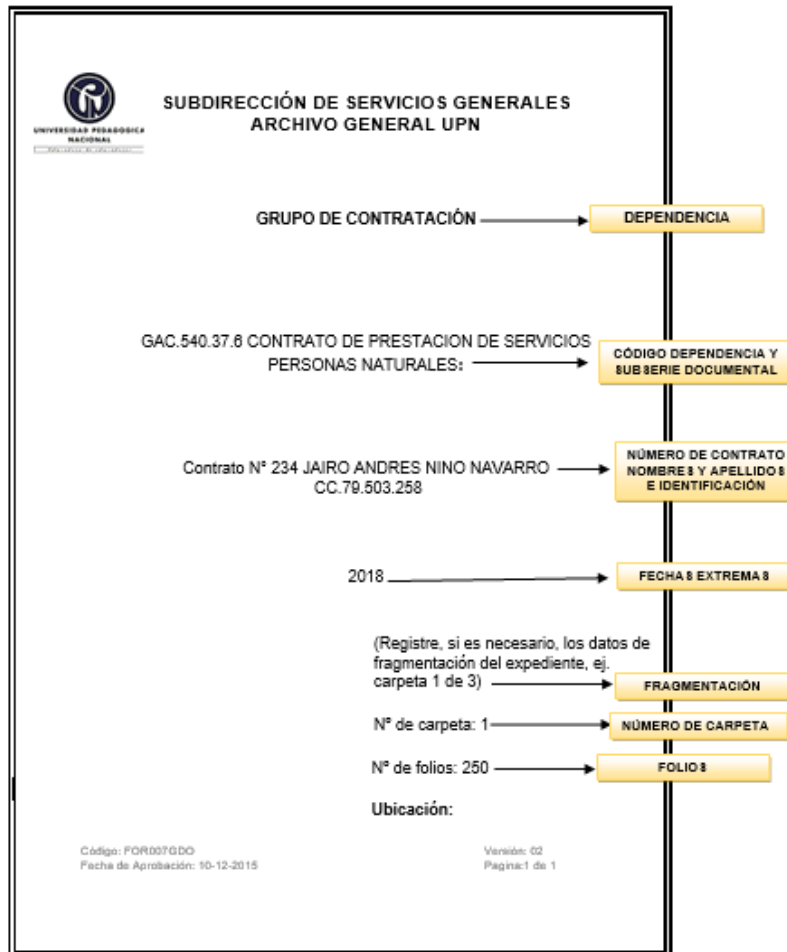 UNIVERSIDAD PEDAGOGICA
NACIONAL
SUBDIRECCIÓN DE SERVICIOS GENERALES
ARCHIVO GENERAL UPN
GRUPO DE CONTRATACIÓN
DEPENDENCIA
GAC.540.37.6 CONTRATO DE PRESTACION DE SERVICIOS
PERSONAS NATURALES:
CÓDIGO DEPENDENCIA Y
SUBSERIE DOCUMENTAL
Contrato N° 234 JAIRO ANDRES NINO NAVARRO
CC.79.503.258
NÚMERO DE CONTRATO
NOMBRES Y APELLIDOS
E IDENTIFICACIÓN
2018
FECHAS EXTREMAS
(Registre, si es necesario, los datos de
fragmentación del expediente, ej.
carpeta 1 de 3)
FRAGMENTACIÓN
Nº de carpeta: 1
NÚMERO DE CARPETA
Nº de folios: 250
FOLIOS
Ubicación:
Código: FOR007GDO
Versión: 02
Fecha de Aprobación: 10-12-2015
Pagina:1 de 1